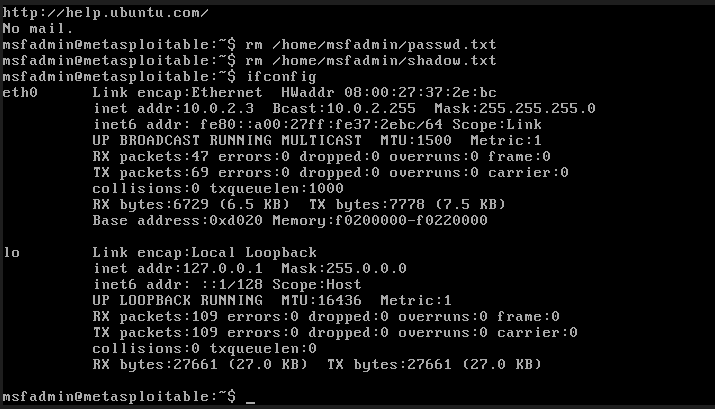 http://help.ubuntu.com/
No mail.
msfadmin@metasploitable:~$ rm /home/msfadmin/passwd.txt
msfadmin@metasploitable:~$ rm /home/msfadmin/shadow.txt
msfadmin@metasploitable:~$ ifconfig
eth0      Link encap:Ethernet  HWaddr 08:00:27:37:2e:bc
          inet addr:10.0.2.3  Bcast:10.0.2.255  Mask:255.255.255.0
          inet6 addr: fe80::a00:27ff:fe37:2ebc/64 Scope:Link
          UP BROADCAST RUNNING MULTICAST  MTU:1500  Metric:1
          RX packets:47 errors:0 dropped:0 overruns:0 frame:0
          TX packets:69 errors:0 dropped:0 overruns:0 carrier:0
          collisions:0 txqueuelen:1000
          RX bytes:6729 (6.5 KB)  TX bytes:7778 (7.5 KB)
          Base address:0xd020 Memory:f0200000-f0220000
lo        Link encap:Local Loopback
          inet addr:127.0.0.1  Mask:255.0.0.0
          inet6 addr: ::1/128 Scope:Host
          UP LOOPBACK RUNNING  MTU:16436  Metric:1
          RX packets:109 errors:0 dropped:0 overruns:0 frame:0
          TX packets:109 errors:0 dropped:0 overruns:0 carrier:0
          collisions:0 txqueuelen:0
          RX bytes:27661 (27.0 KB)  TX bytes:27661 (27.0 KB)
msfadmin@metasploitable:~$ _